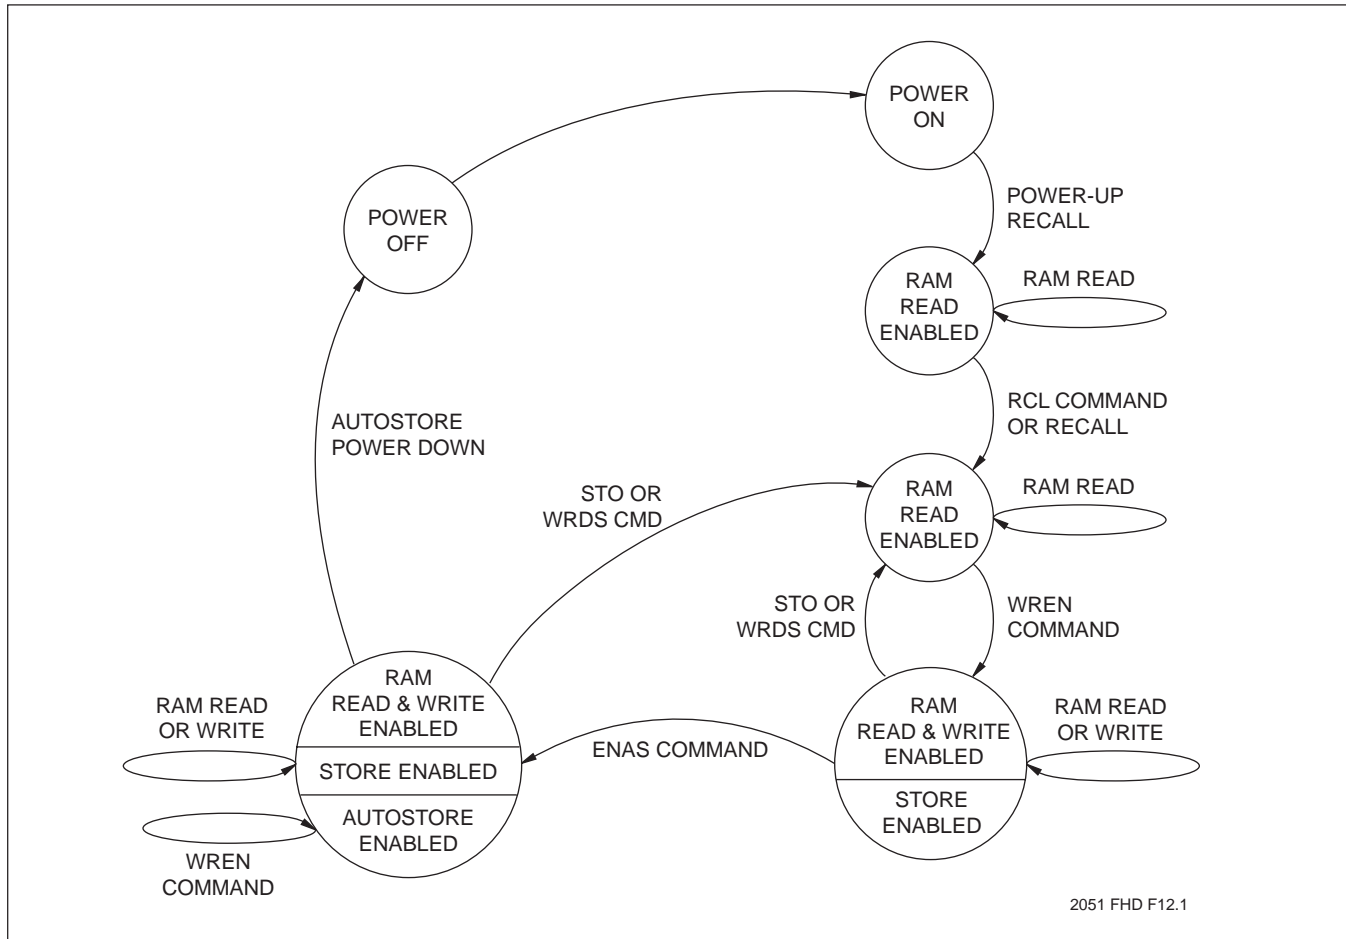 POWER
ON
POWER
OFF
POWER-UP
RECALL
RAM
READ
ENABLED
RAM READ
RCL COMMAND
OR RECALL
AUTOSTORE
POWER DOWN
STO OR
WRDS CMD
RAM
READ
ENABLED
RAM READ
STO OR
WRDS CMD
WREN
COMMAND
RAM READ
OR WRITE
RAM
READ & WRITE
ENABLED
STORE ENABLED
AUTOSTORE
ENABLED
WREN
COMMAND
ENAS COMMAND
RAM
READ & WRITE
ENABLED
STORE
ENABLED
RAM READ
OR WRITE
2051 FHD F12.1